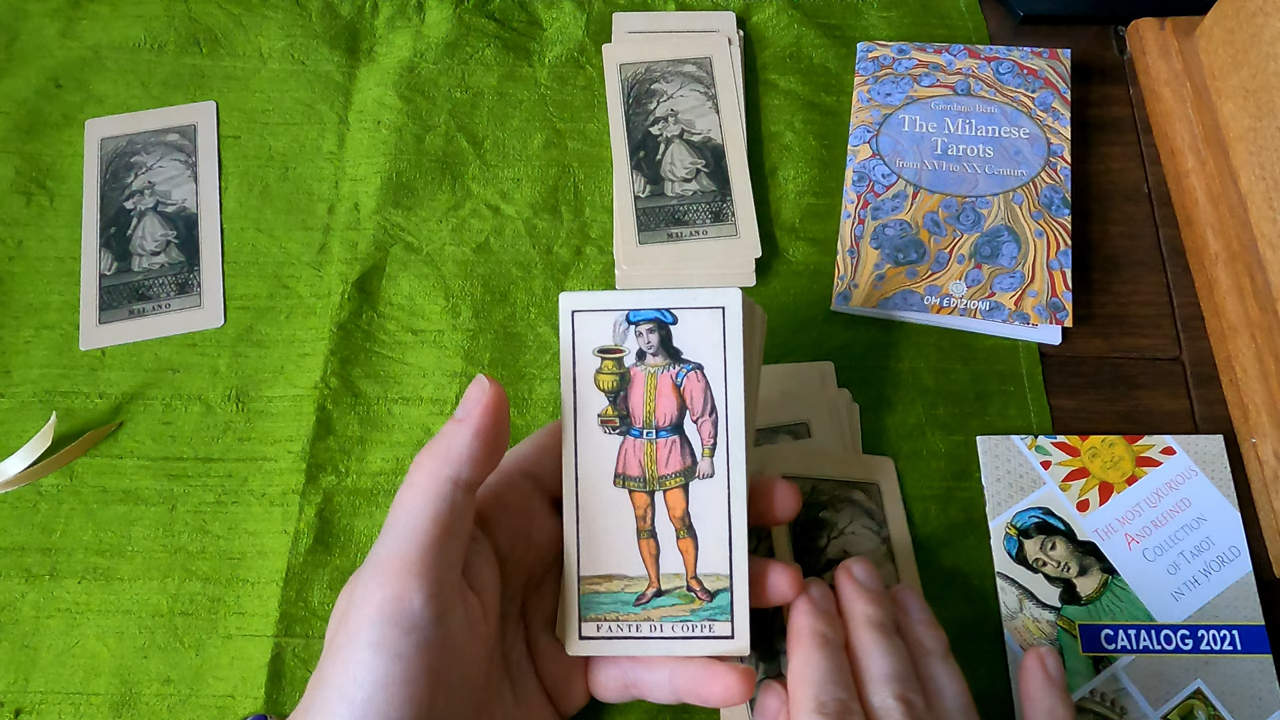 MILANO
MILANO
Giordano Berti
The Milanese
Tarots
from XVI to XX Century
OM EDIZIONI
FANTE DI COPPE
THE MOST LUXURIOUS
AND REFINED
COLLECTION
OF TAROT
IN THE WORLD
CATALOG 2021